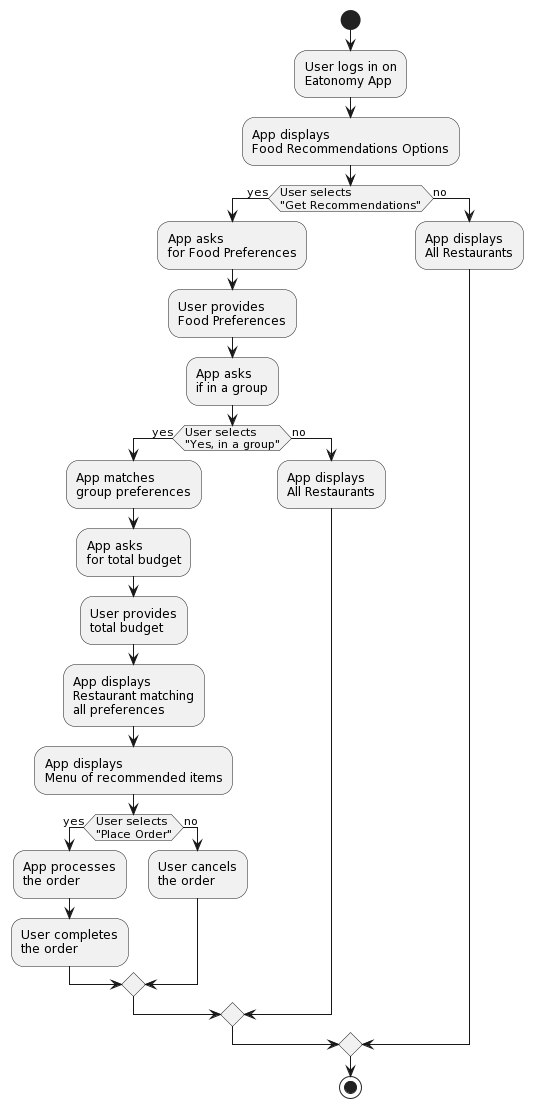 User logs in on
Eatonomy App
App displays
Food Recommendations Options
yes
User selects
"Get Recommendations"
no
App asks
for Food Preferences
App displays
All Restaurants
User provides
Food Preferences
App asks
if in a group
yes
User selects
"Yes, in a group"
no
App matches
group preferences
App displays
All Restaurants
App asks
for total budget
User provides
total budget
App displays
Restaurant matching
all preferences
App displays
Menu of recommended items
yes
User selects
"Place Order"
no
App processes
the order
User cancels
the order
User completes
the order